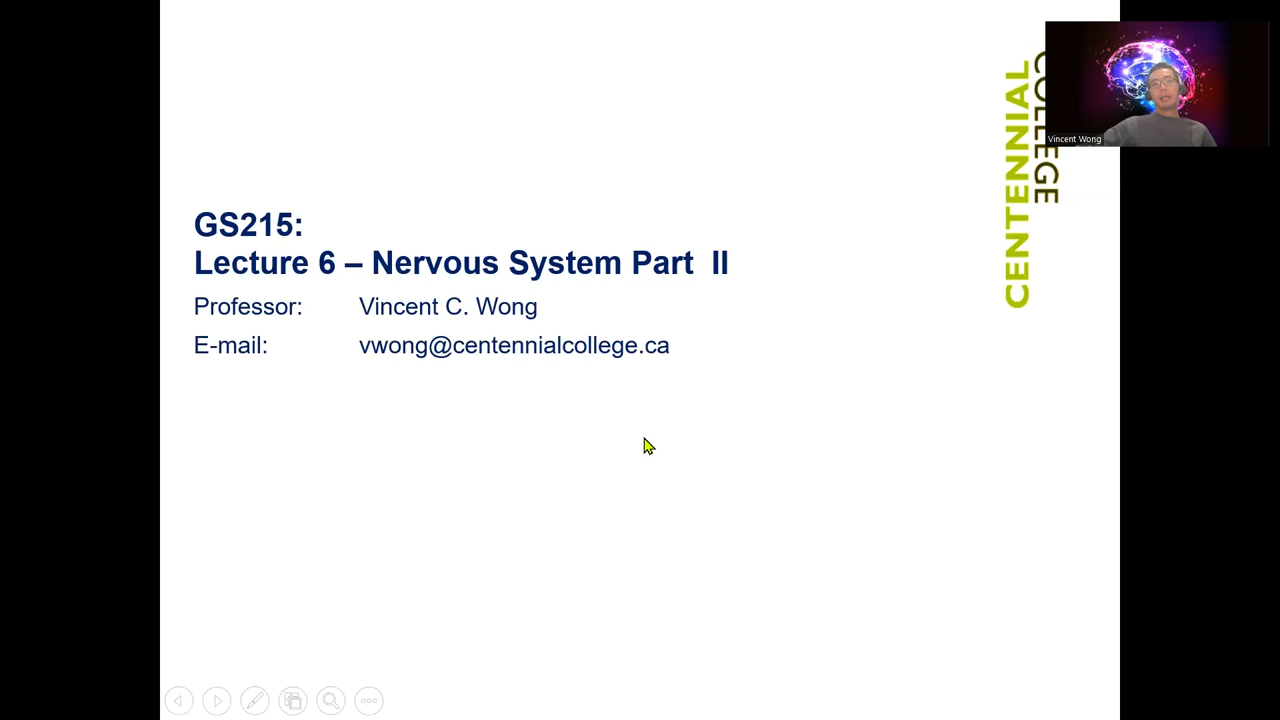 GS215:
Lecture 6 – Nervous System Part  II
Professor: Vincent C. Wong
E-mail: vwong@centennialcollege.ca
CENTENNIAL
COLLEGE
Vincent Wong